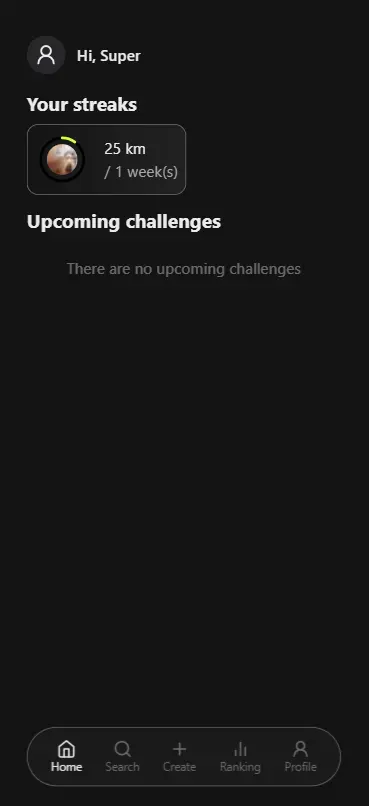 Hi, Super
Your streaks
25 km
/ 1 week(s)
Upcoming challenges
There are no upcoming challenges
Home
Search
Create
Ranking
Profile